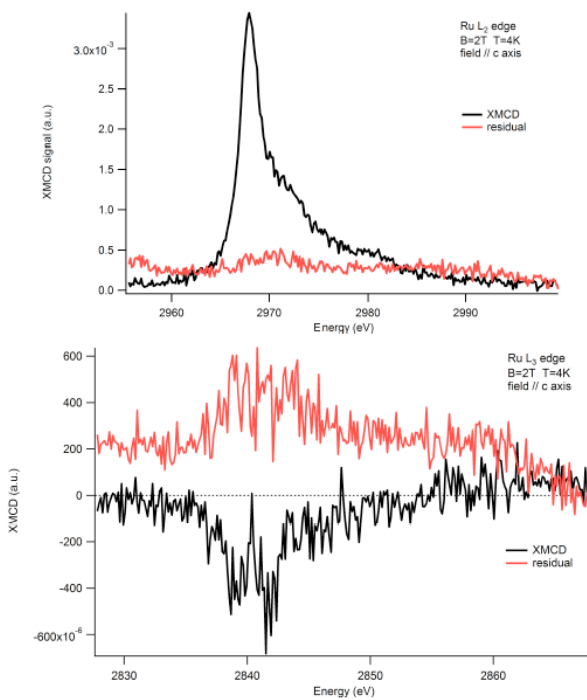 Ru L₂ edge
B=2T T=4K
field // c axis
XMCD
residual
3.0x10⁻³
2.5
2.0
1.5
1.0
0.5
0.0
XMCD signal (a.u.)
2960
2970
2980
2990
Energy (eV)
Ru L₃ edge
B=2T T=4K
field // c axis
600
400
200
0
-200
-400
-600x10⁻⁶
XMCD (a.u.)
XMCD
residual
2830
2840
2850
2860
Energy (eV)